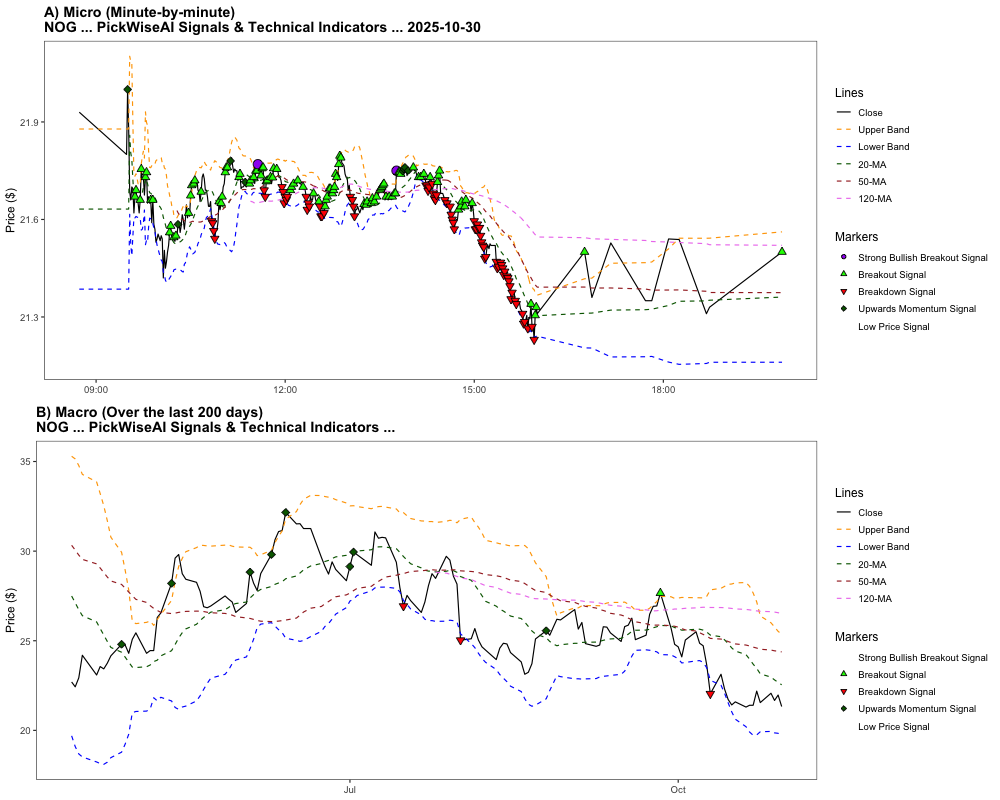 A) Micro (Minute-by-minute)
NOG ... PickWiseAI Signals & Technical Indicators ... 2025-10-30
Price ($)
21.9
21.6
21.3
09:00
12:00
15:00
18:00
Lines
Close
Upper Band
Lower Band
20-MA
50-MA
120-MA
Markers
Strong Bullish Breakout Signal
Breakout Signal
Breakdown Signal
Upwards Momentum Signal
Low Price Signal
B) Macro (Over the last 200 days)
NOG ... PickWiseAI Signals & Technical Indicators ...
Price ($)
35
30
25
20
Jul
Oct
Lines
Close
Upper Band
Lower Band
20-MA
50-MA
120-MA
Markers
Strong Bullish Breakout Signal
Breakout Signal
Breakdown Signal
Upwards Momentum Signal
Low Price Signal